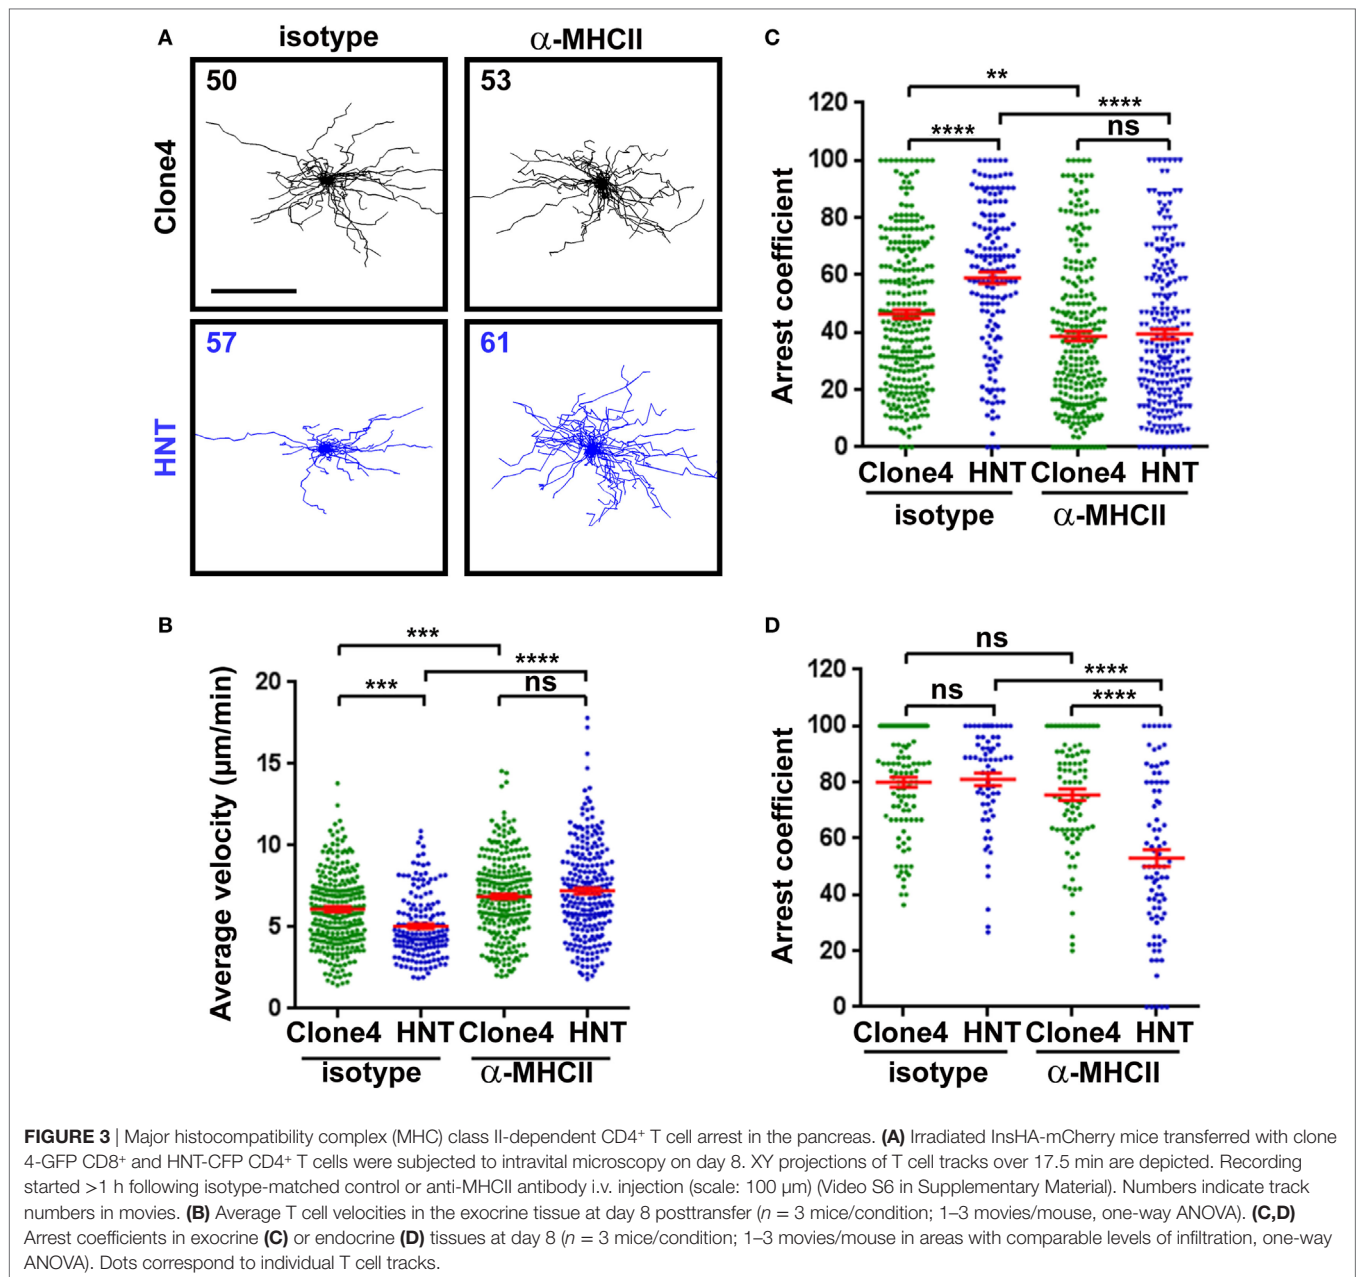 A
isotype
α-MHCII
Clone4
50
53
HNT
57
61
C
**
****
****
ns
Arrest coefficient
120
100
80
60
40
20
0
Clone4 HNT Clone4 HNT
isotype
α-MHCII
B
***
****
***
ns
Average velocity (µm/min)
20
15
10
5
0
Clone4 HNT Clone4 HNT
isotype
α-MHCII
D
ns
****
ns
****
Arrest coefficient
120
100
80
60
40
20
0
Clone4 HNT Clone4 HNT
isotype
α-MHCII
FIGURE 3 | Major histocompatibility complex (MHC) class II-dependent CD4⁺ T cell arrest in the pancreas. (A) Irradiated InsHA-mCherry mice transferred with clone
4-GFP CD8⁺ and HNT-CFP CD4⁺ T cells were subjected to intravital microscopy on day 8. XY projections of T cell tracks over 17.5 min are depicted. Recording
started >1 h following isotype-matched control or anti-MHCII antibody i.v. injection (scale: 100 µm) (Video S6 in Supplementary Material). Numbers indicate track
numbers in movies. (B) Average T cell velocities in the exocrine tissue at day 8 posttransfer (n = 3 mice/condition; 1–3 movies/mouse, one-way ANOVA). (C,D)
Arrest coefficients in exocrine (C) or endocrine (D) tissues at day 8 (n = 3 mice/condition; 1–3 movies/mouse in areas with comparable levels of infiltration, one-way
ANOVA). Dots correspond to individual T cell tracks.